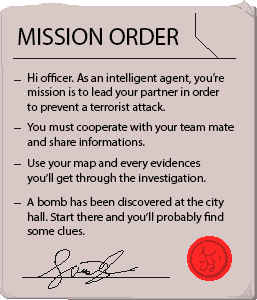 MISSION ORDER
– Hi officer. As an intelligent agent, you're
mission is to lead your partner in order
to prevent a terrorist attack.
– You must cooperate with your team mate
and share informations.
– Use your map and every evidences
you'll get through the investigation.
– A bomb has been discovered at the city
hall. Start there and you'll probably find
some clues.